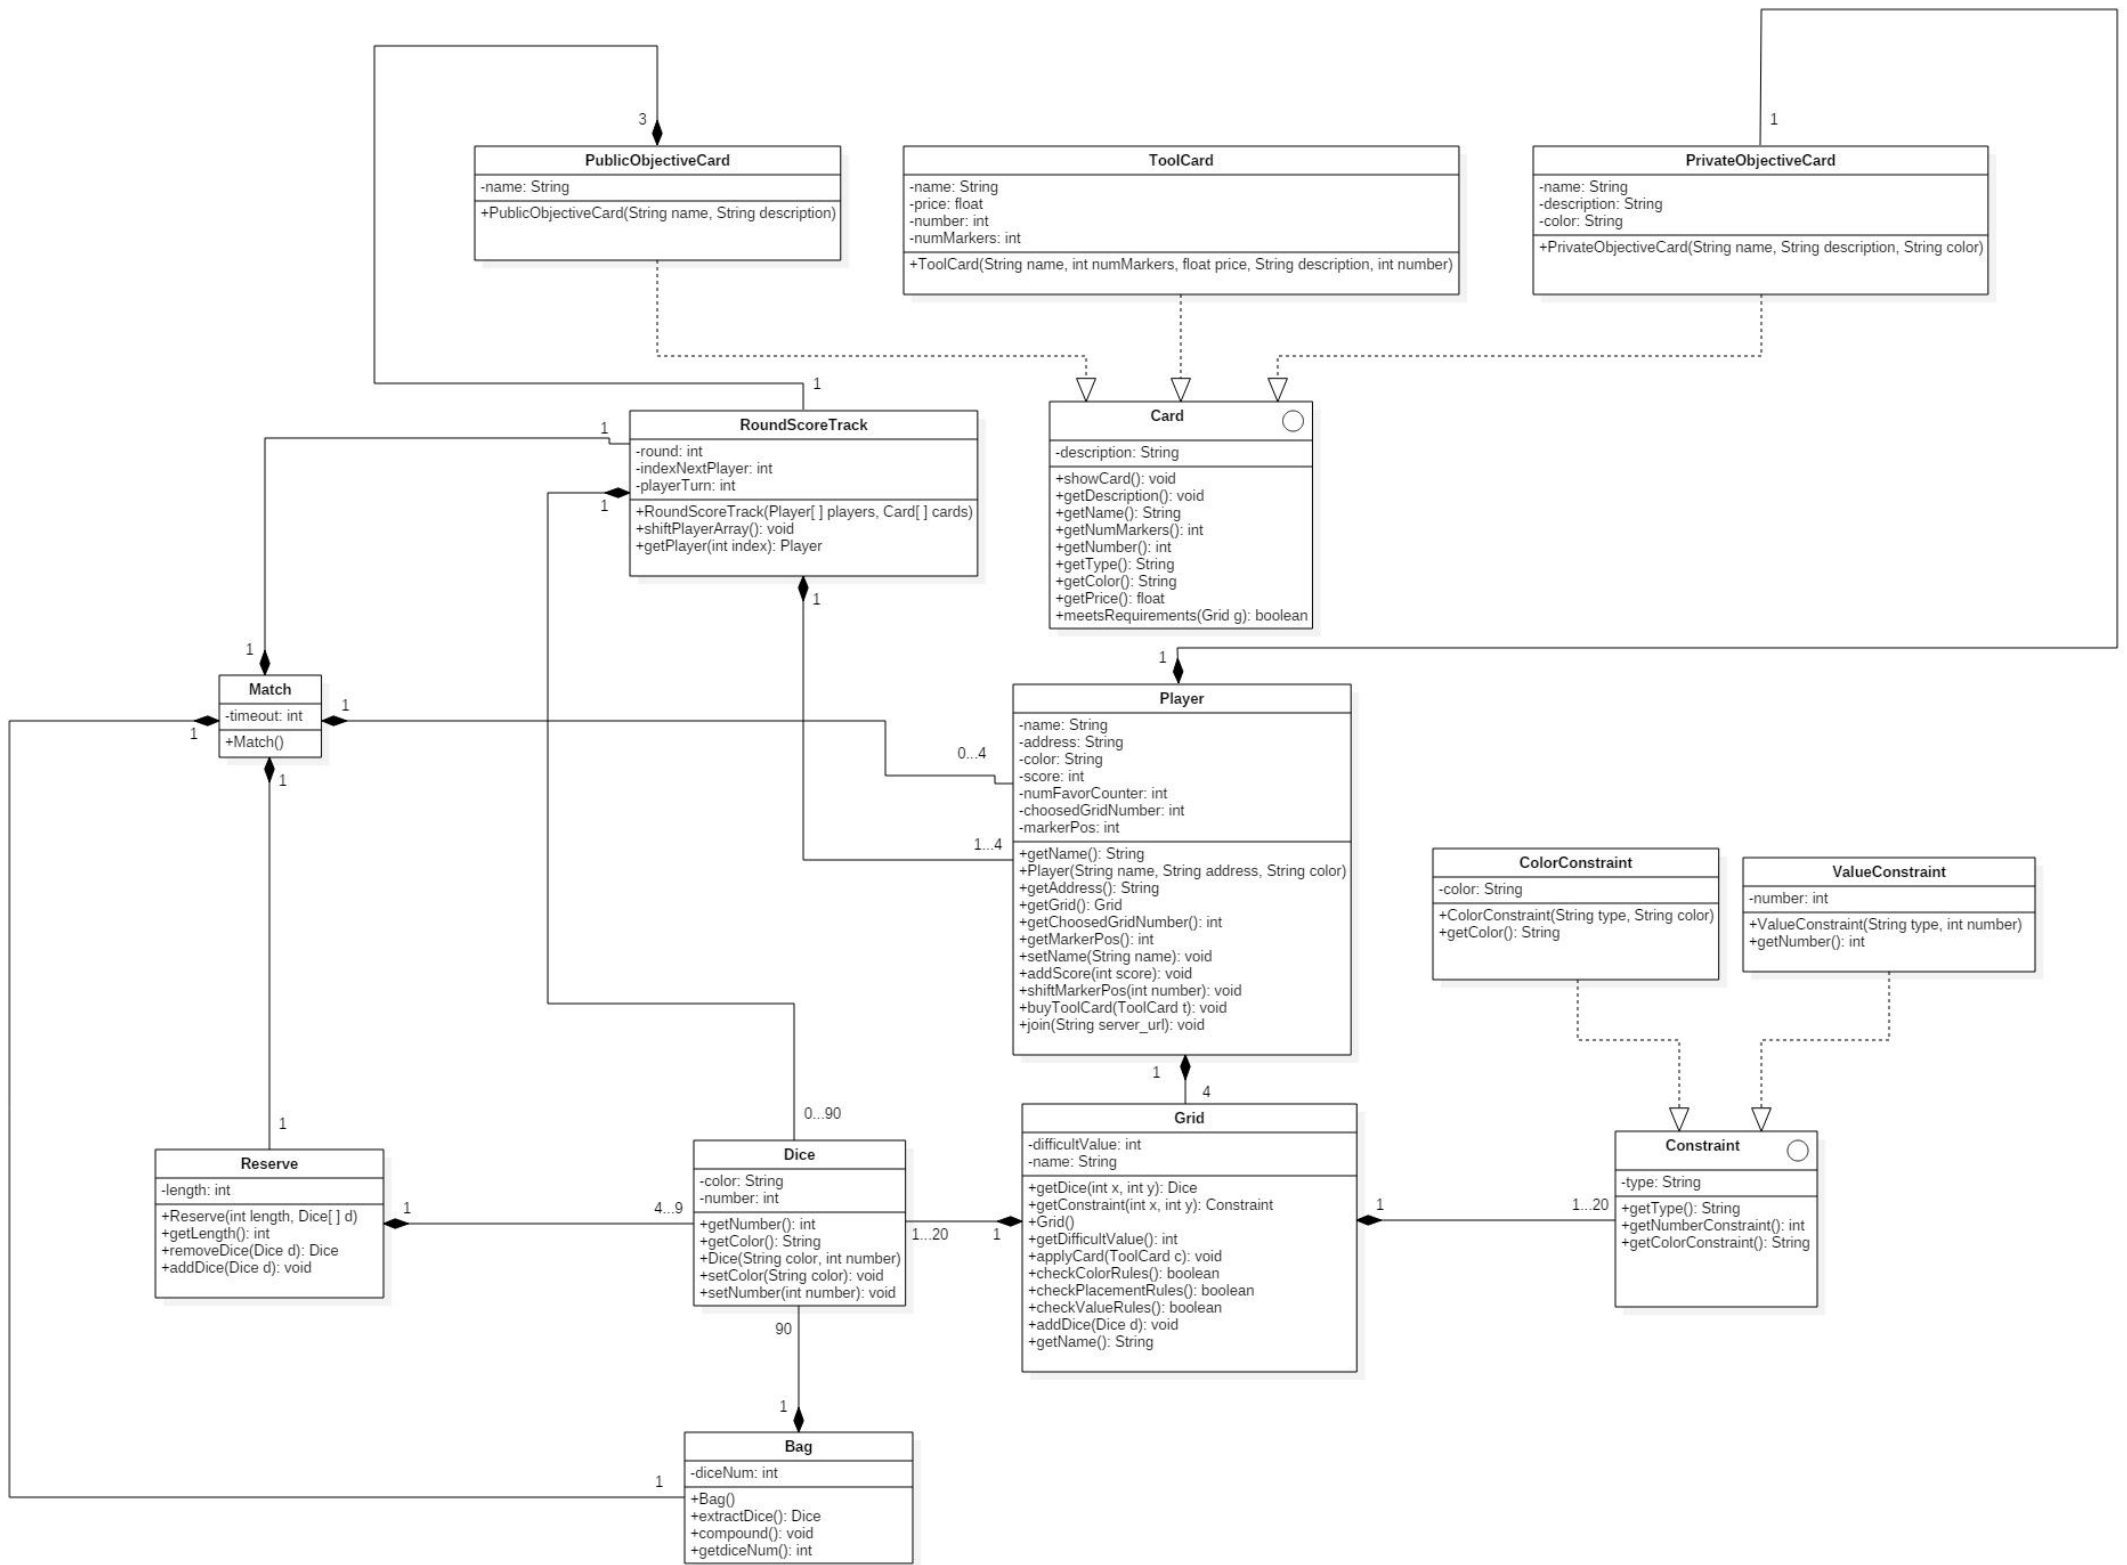 1
3
PublicObjectiveCard
-name: String
+PublicObjectiveCard(String name, String description)
ToolCard
-name: String
-price: float
-number: int
-numMarkers: int
+ToolCard(String name, int numMarkers, float price, String description, int number)
PrivateObjectiveCard
-name: String
-description: String
-color: String
+PrivateObjectiveCard(String name, String description, String color)
1
1
1
RoundScoreTrack
-round: int
-indexNextPlayer: int
-playerTurn: int
+RoundScoreTrack(Player[ ] players, Card[ ] cards)
+shiftPlayerArray(): void
+getPlayer(int index): Player
1
Card
-description: String
+showCard(): void
+getDescription(): void
+getName(): String
+getNumMarkers(): int
+getNumber(): int
+getType(): String
+getColor(): String
+getPrice(): float
+meetsRequirements(Grid g): boolean
1
1
Match
-timeout: int
+Match()
1
1
1
0...4
1...4
Player
-name: String
-address: String
-color: String
-score: int
-numFavorCounter: int
-choosedGridNumber: int
-markerPos: int
+getName(): String
+Player(String name, String address, String color)
+getAddress(): String
+getGrid(): Grid
+getChoosedGridNumber(): int
+getMarkerPos(): int
+setName(String name): void
+addScore(int score): void
+shiftMarkerPos(int number): void
+buyToolCard(ToolCard t): void
+join(String server_url): void
ColorConstraint
-color: String
+ColorConstraint(String type, String color)
+getColor(): String
ValueConstraint
-number: int
+ValueConstraint(String type, int number)
+getNumber(): int
1
4
0...90
1
Reserve
-length: int
+Reserve(int length, Dice[ ] d)
+getLength(): int
+removeDice(Dice d): Dice
+addDice(Dice d): void
1
4...9
Dice
-color: String
-number: int
+getNumber(): int
+getColor(): String
+Dice(String color, int number)
+setColor(String color): void
+setNumber(int number): void
1...20
1
Grid
-difficultValue: int
-name: String
+getDice(int x, int y): Dice
+getConstraint(int x, int y): Constraint
+Grid()
+getDifficultValue(): int
+applyCard(ToolCard c): void
+checkColorRules(): boolean
+checkPlacementRules(): boolean
+checkValueRules(): boolean
+addDice(Dice d): void
+getName(): String
1
1...20
Constraint
-type: String
+getType(): String
+getNumberConstraint(): int
+getColorConstraint(): String
90
1
1
Bag
-diceNum: int
+Bag()
+extractDice(): Dice
+compound(): void
+getdiceNum(): int